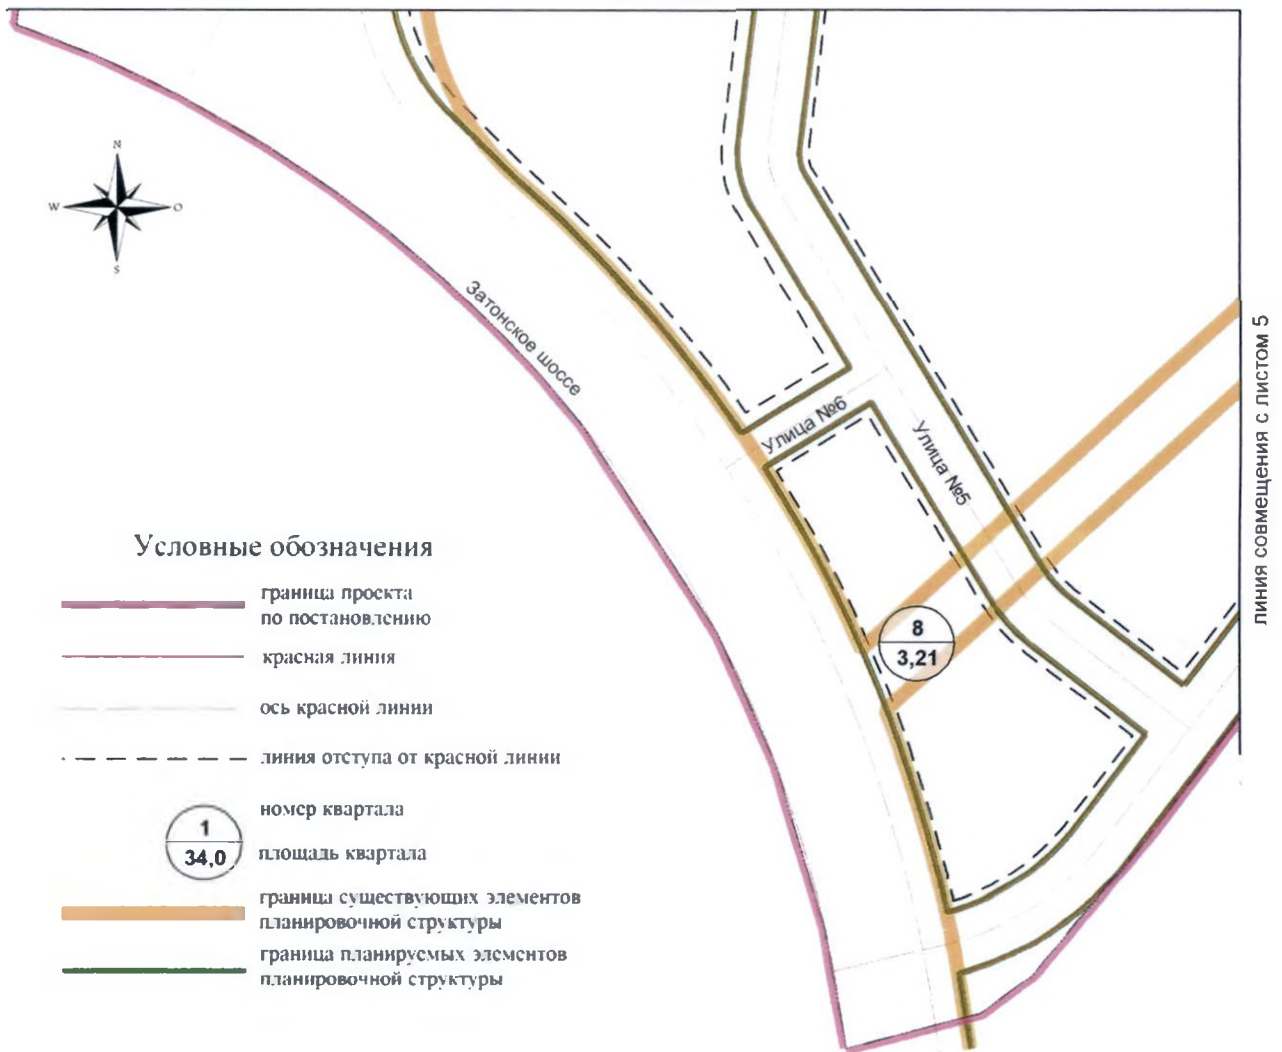 N
W
O
S
Затонское шоссе
Улица №6
Улица №5
8
3,21
линия совмещения с листом 5
Условные обозначения
граница проекта
по постановлению
красная линия
ось красной линии
линия отступа от красной линии
номер квартала
1
34,0
площадь квартала
граница существующих элементов
планировочной структуры
граница планируемых элементов
планировочной структуры